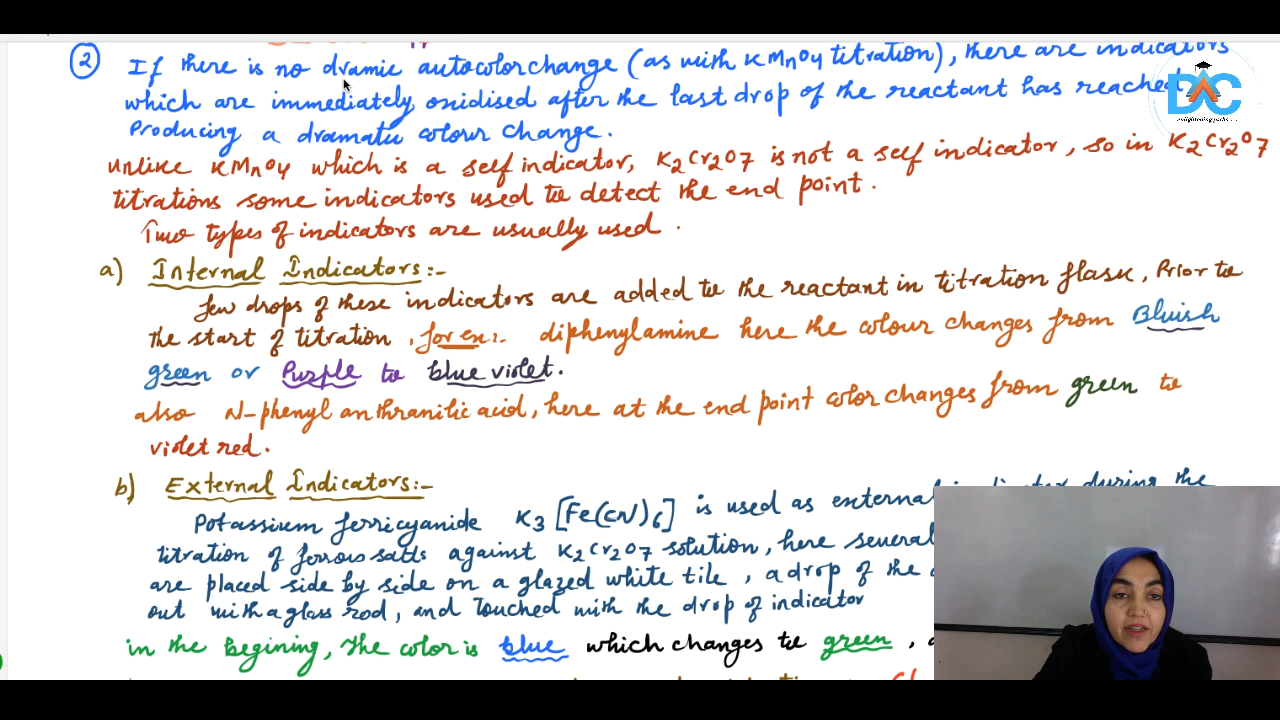 ② If there is no dramic autocolorchange (as with KMnO4 titration), there are indicators
which are immediately oxidised after the last drop of the reactant has reached
Producing a dramatic colour change.
unlike KMnO4 which is a self indicator, K2Cr2O7 is not a self indicator, so in K2Cr2O7
titrations some indicators used to detect the end point.
Two types of indicators are usually used.
a) Internal Indicators:-
few drops of these indicators are added to the reactant in titration flask, Prior to
the start of titration, for ex:- diphenylamine here the colour changes from Bluish
green or Purple to blue violet.
also N-phenyl anthranilic acid, here at the end point color changes from green to
violet red.
b) External Indicators:-
Potassium ferricyanide K3[Fe(CN)6] is used as external indicator during the
titration of ferrous salts against K2Cr2O7 solution, here several
are placed side by side on a glazed white tile, a drop of the
out with a glass rod, and touched with the drop of indicator
in the begining, the color is blue which changes to green,
DAC